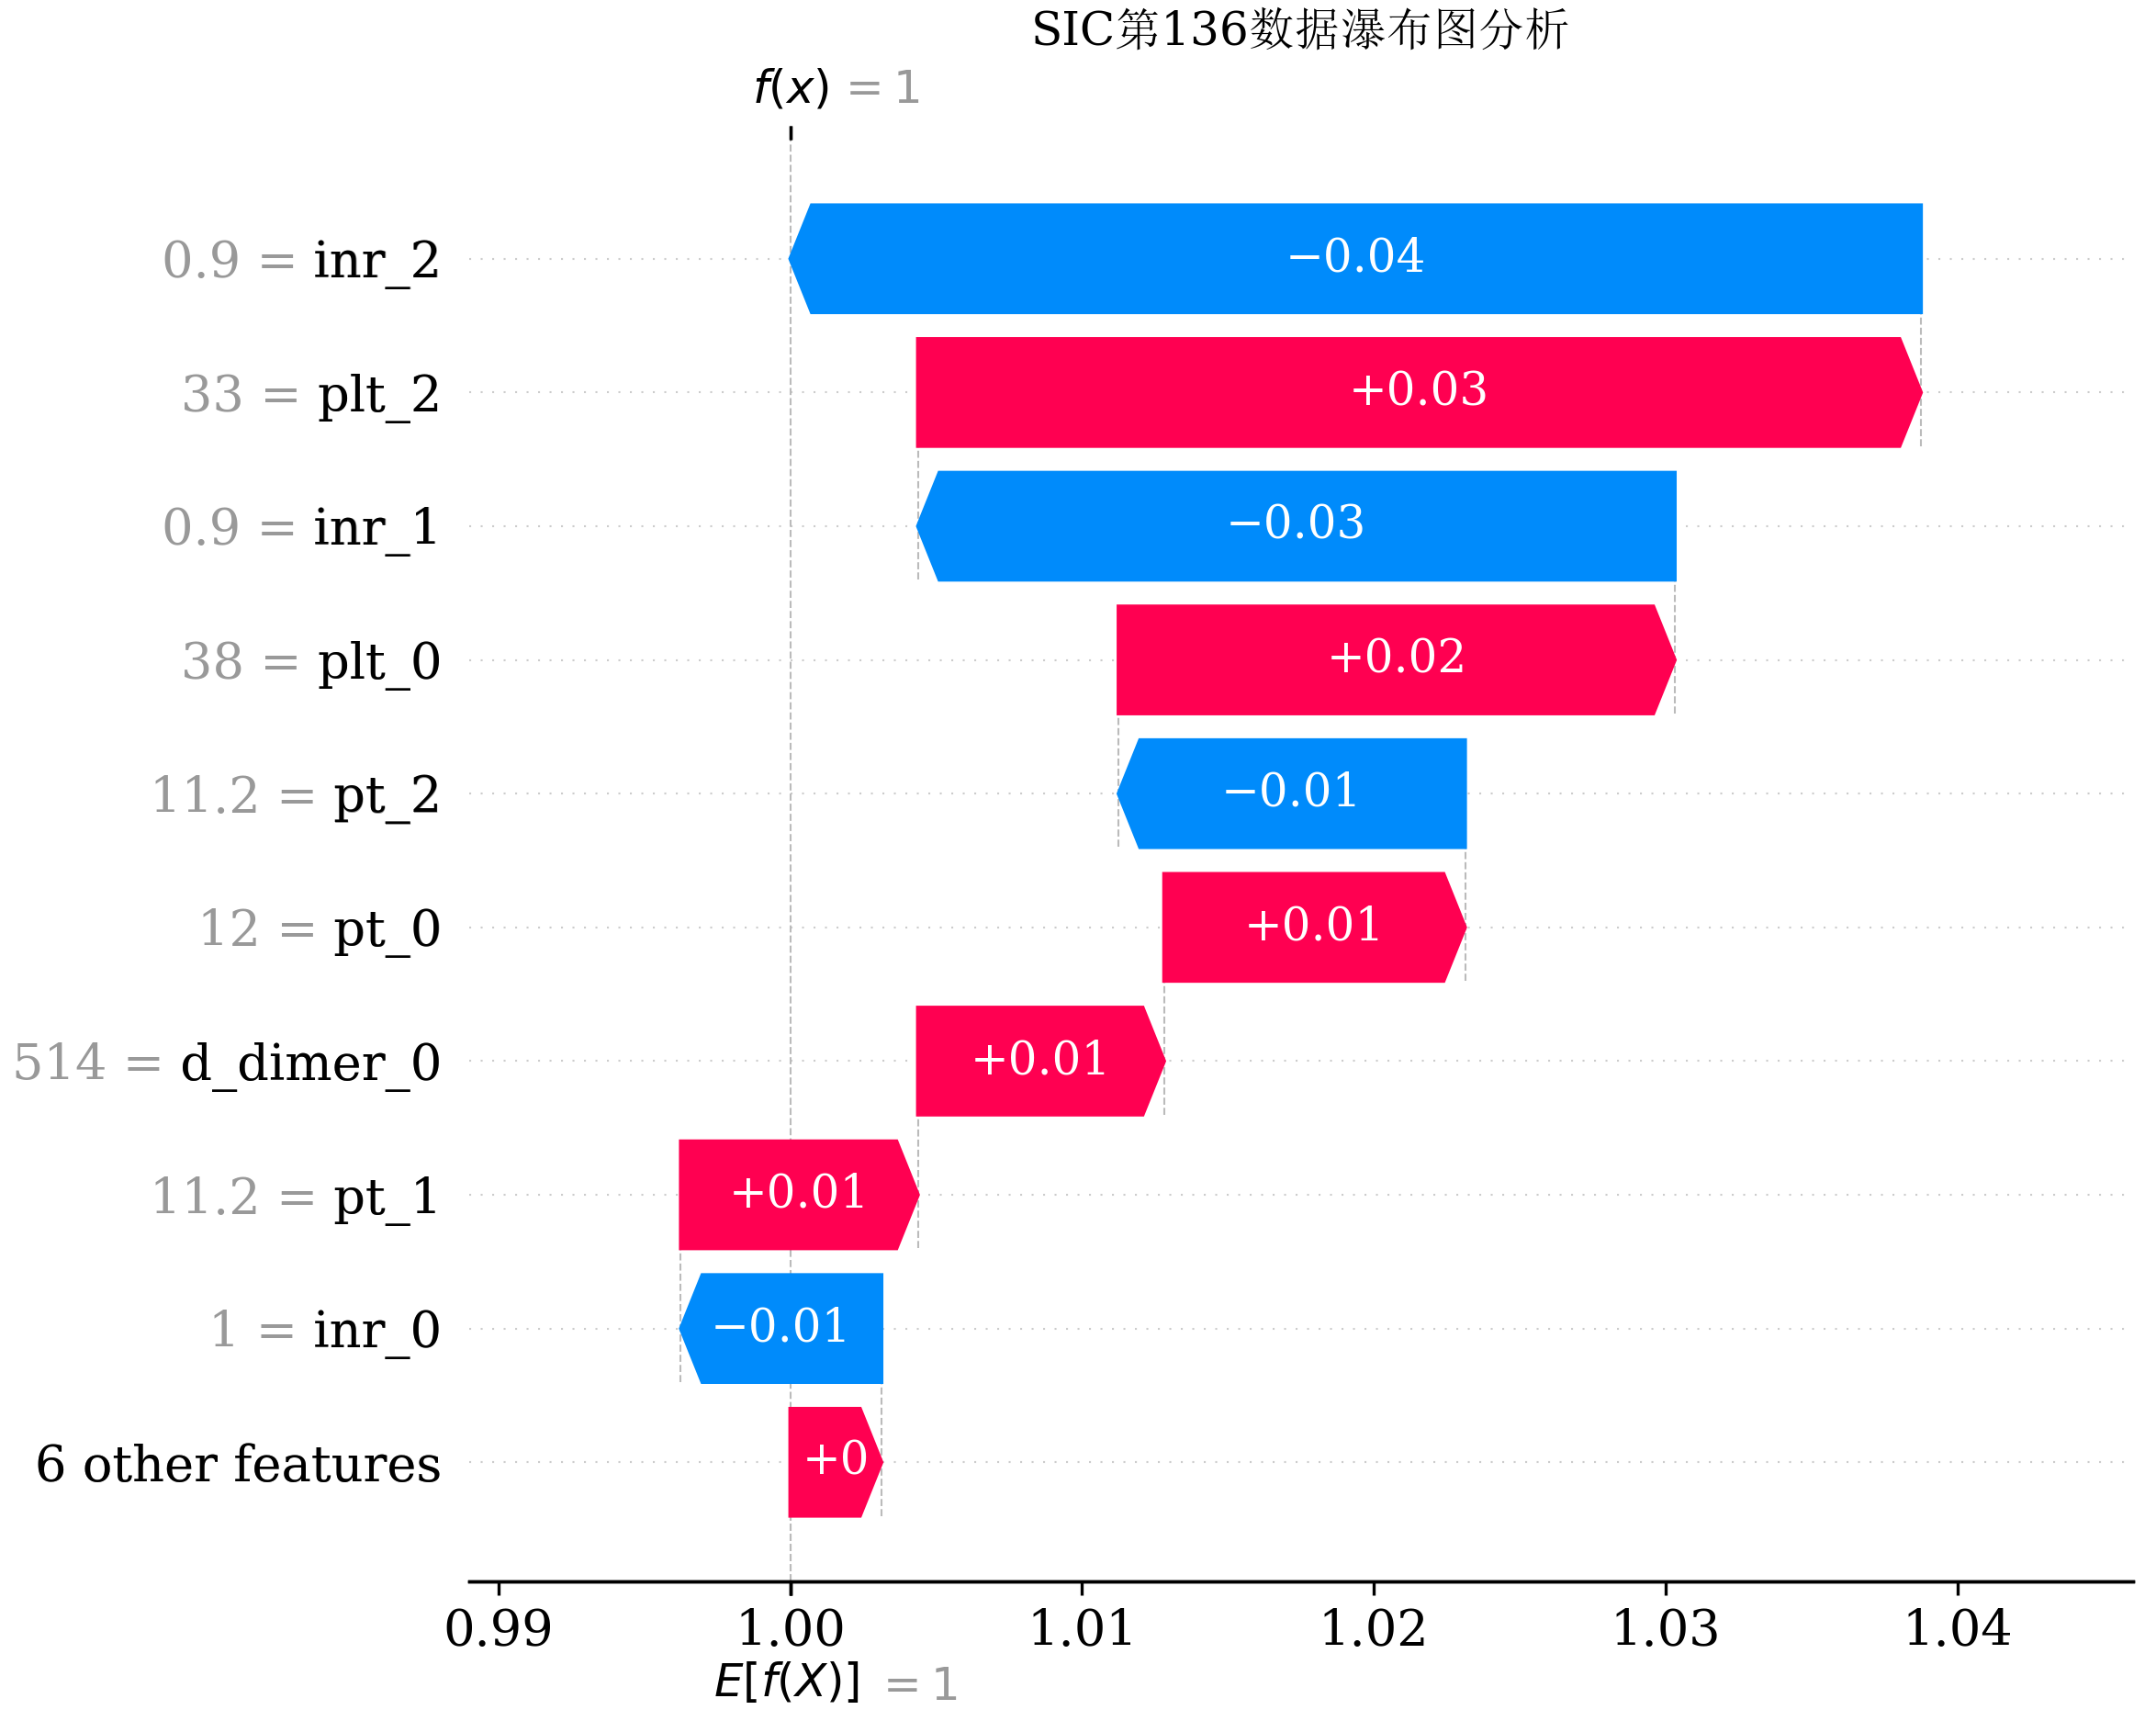 SIC第136数据瀑布图分析
f(x) = 1
0.9 = inr_2
−0.04
33 = plt_2
+0.03
0.9 = inr_1
−0.03
38 = plt_0
+0.02
11.2 = pt_2
−0.01
12 = pt_0
+0.01
514 = d_dimer_0
+0.01
11.2 = pt_1
+0.01
1 = inr_0
−0.01
6 other features
+0
0.99 1.00 1.01 1.02 1.03 1.04
E[f(X)] = 1